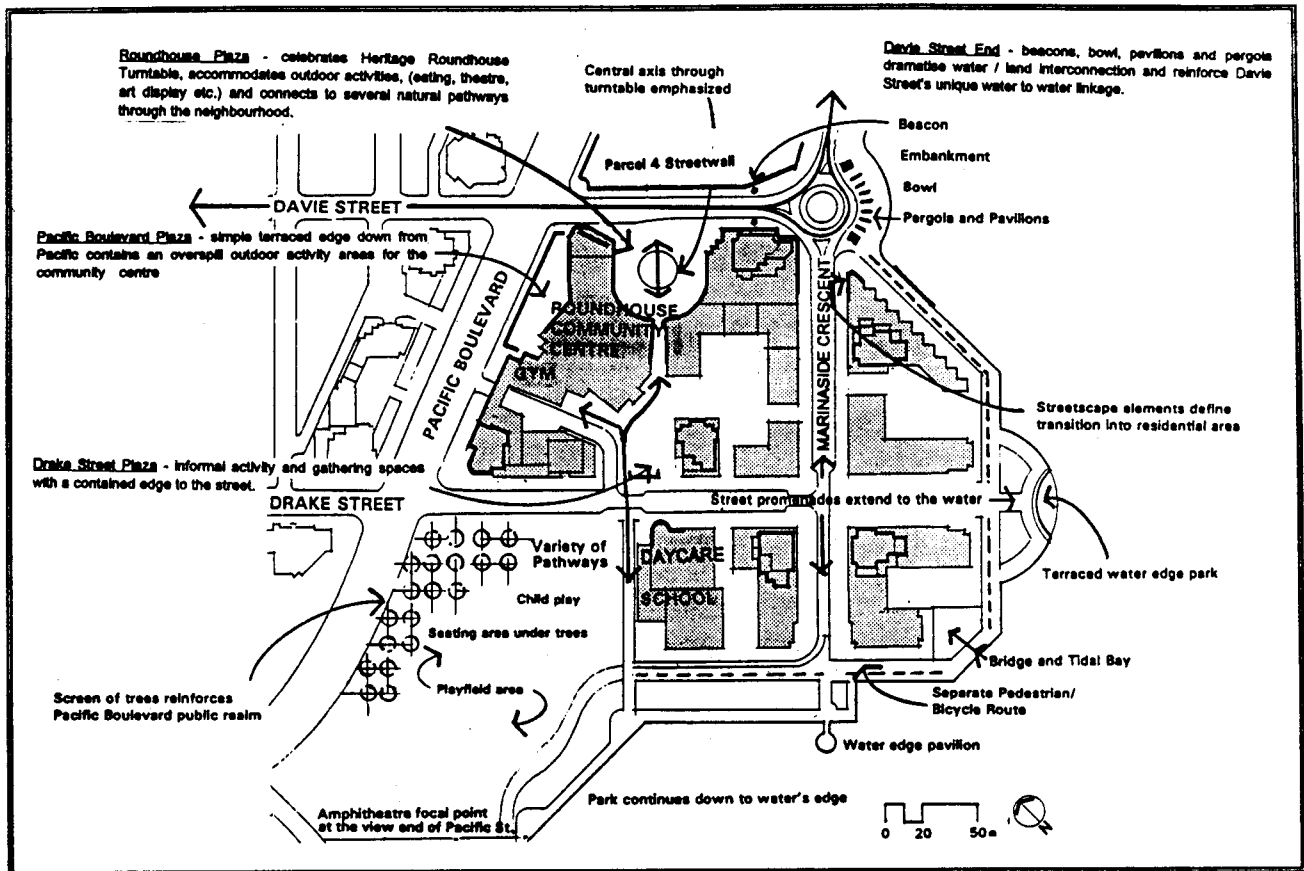 Roundhouse Plaza - celebrates Heritage Roundhouse
Turntable, accommodates outdoor activities, (eating, theatre,
art display etc.) and connects to several natural pathways
through the neighbourhood.
Central axis through
turntable emphasized
Davie Street End - beacons, bowl, pavilions and pergola
dramatise water / land interconnection and reinforce Davie
Street's unique water to water linkage.
Beacon
Parcel 4 Streetwall
Embankment
Bowl
Pergola and Pavilions
DAVIE STREET
Pacific Boulevard Plaza - simple terraced edge down from
Pacific contains an overspill outdoor activity areas for the
community centre
PACIFIC BOULEVARD
ROUNDHOUSE
COMMUNITY
CENTRE
GYM
MARINASIDE CRESCENT
Streetscape elements define
transition into residential area
Drake Street Plaza - informal activity and gathering spaces
with a contained edge to the street.
DRAKE STREET
Street promenades extend to the water
Variety of
Pathways
DAYCARE
SCHOOL
Child play
Terraced water edge park
Seating area under trees
Playfield area
Bridge and Tidal Bay
Screen of trees reinforces
Pacific Boulevard public realm
Separate Pedestrian/
Bicycle Route
Water edge pavilion
Park continues down to water's edge
Amphitheatre focal point
at the view end of Pacific St.
0 20 50m
N